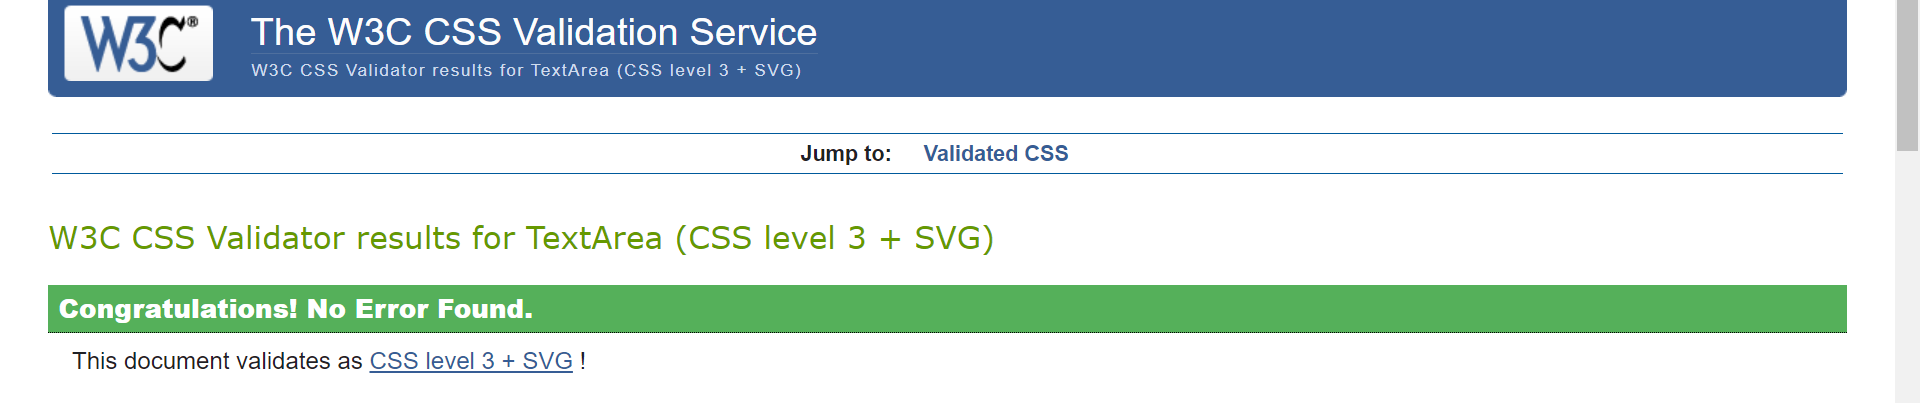 W3C®
The W3C CSS Validation Service
W3C CSS Validator results for TextArea (CSS level 3 + SVG)
Jump to: Validated CSS
W3C CSS Validator results for TextArea (CSS level 3 + SVG)
Congratulations! No Error Found.
This document validates as CSS level 3 + SVG !